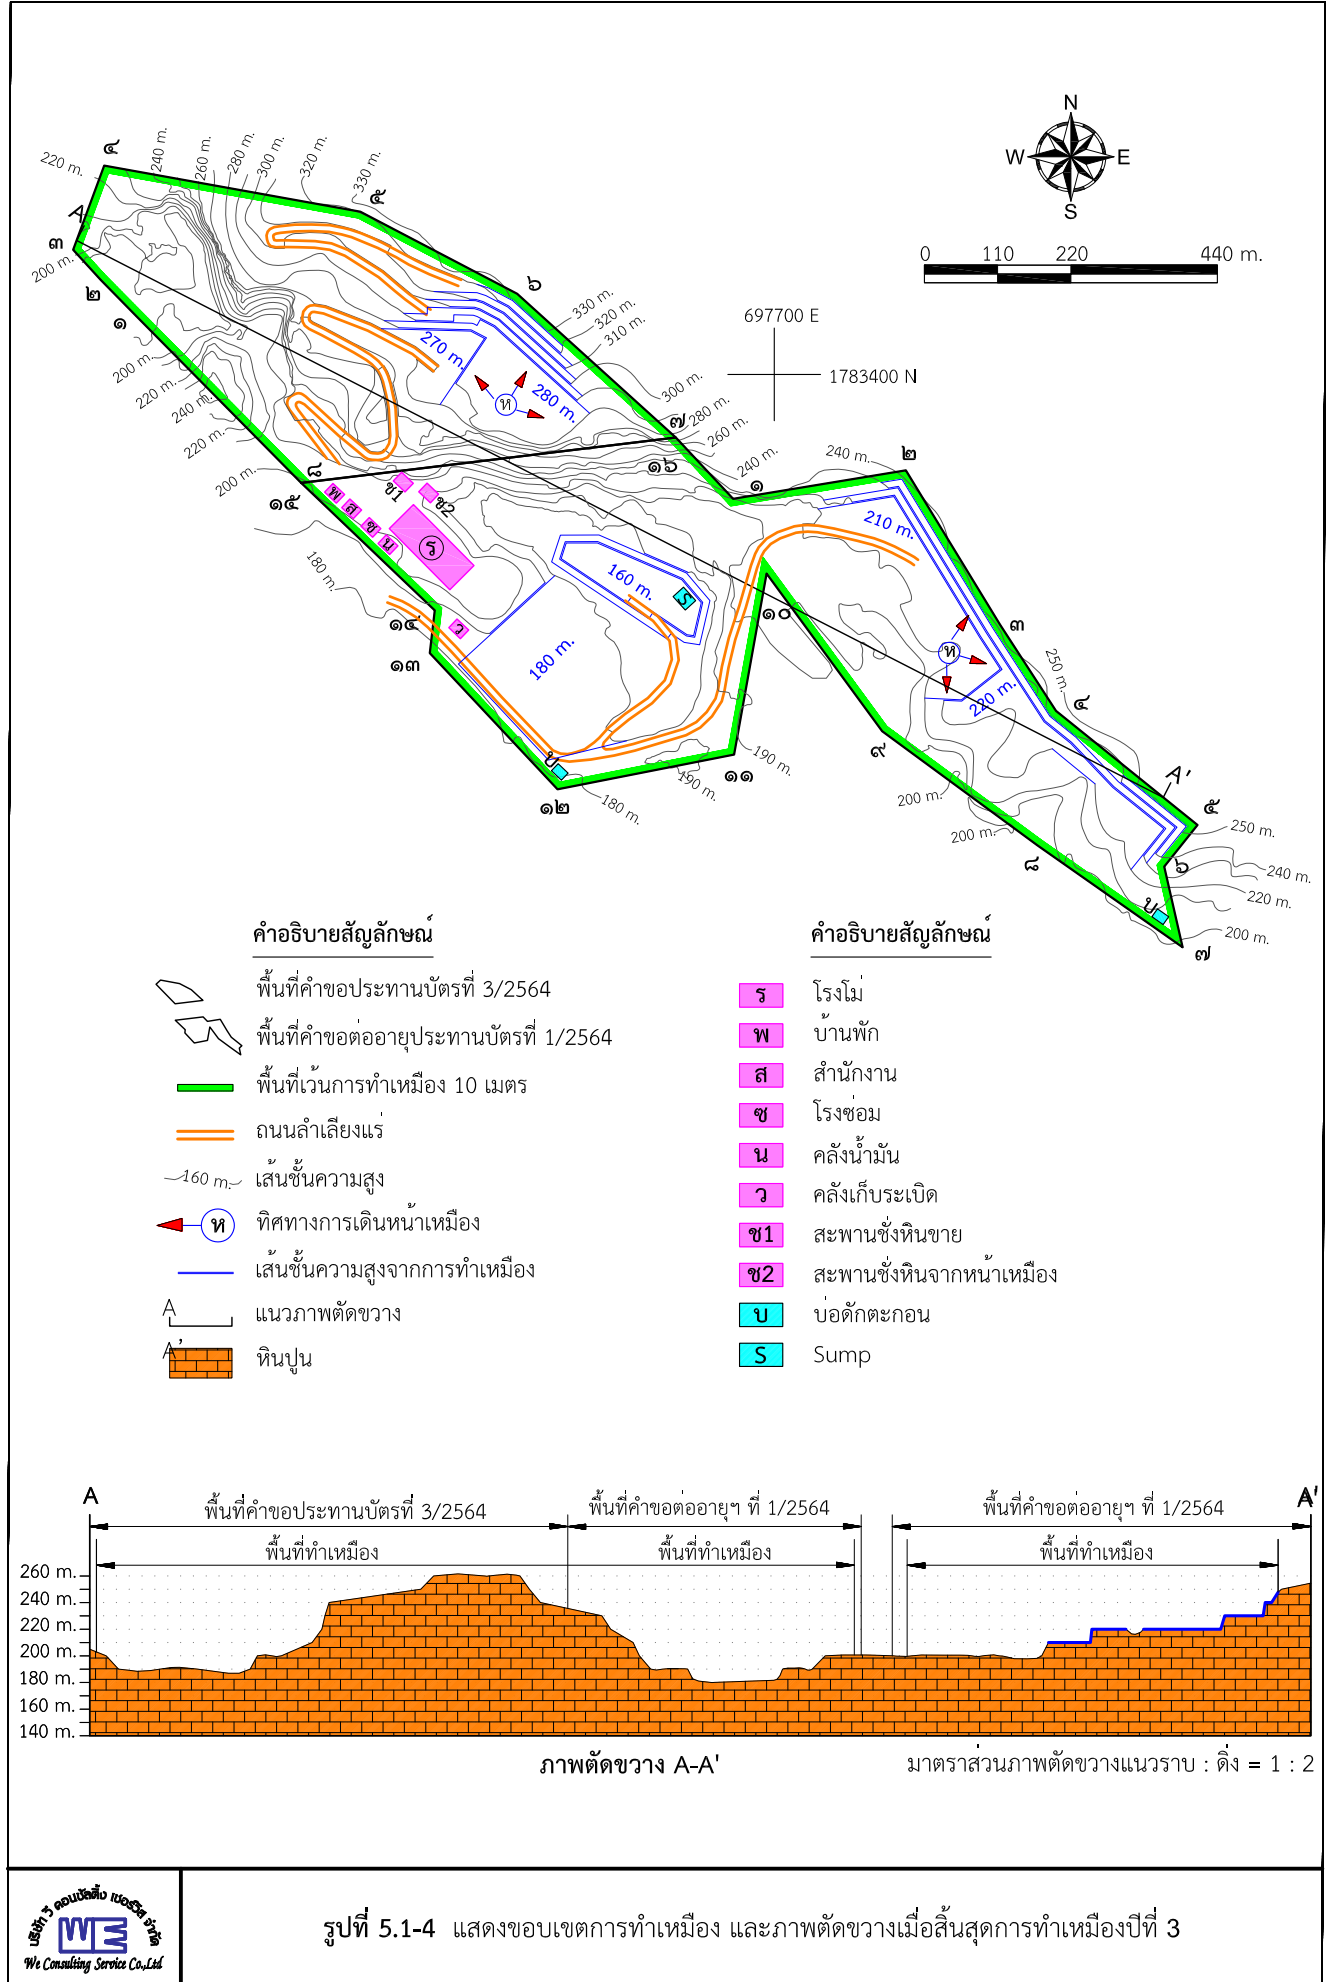 N
W E
S
0 110 220 440 m.
697700 E
1783400 N
220 m.
240 m.
260 m.
280 m.
300 m.
320 m.
330 m.
๔
๕
A
๓
200 m.
๒
๑
๖
330 m.
320 m.
310 m.
270 m.
280 m.
ห
200 m.
220 m.
240 m.
220 m.
200 m.
300 m.
280 m.
260 m.
240 m.
๗
๑๖
๑
๘
๑๕
240 m.
๒
210 m.
ช1
ช2
พ
ส
ซ
น
ร
180 m.
160 m.
S
๑๔
ว
๑๓
180 m.
๑๐
๓
ห
250 m.
220 m.
๔
A'
๕
บ
๑๒
180 m.
190 m.
190 m.
๑๑
๙
200 m.
200 m.
๘
250 m.
๖
240 m.
220 m.
บ
200 m.
๗
คำอธิบายสัญลักษณ์
พื้นที่คำขอประทานบัตรที่ 3/2564
พื้นที่คำขอต่ออายุประทานบัตรที่ 1/2564
พื้นที่เว้นการทำเหมือง 10 เมตร
ถนนลำเลียงแร่
160 m. เส้นชั้นความสูง
ห ทิศทางการเดินหน้าเหมือง
เส้นชั้นความสูงจากการทำเหมือง
A A' แนวภาพตัดขวาง
หินปูน
คำอธิบายสัญลักษณ์
ร โรงโม่
พ บ้านพัก
ส สำนักงาน
ซ โรงซ่อม
น คลังน้ำมัน
ว คลังเก็บระเบิด
ช1 สะพานชั่งหินขาย
ช2 สะพานชั่งหินจากหน้าเหมือง
บ บ่อดักตะกอน
S Sump
A A'
พื้นที่คำขอประทานบัตรที่ 3/2564 พื้นที่คำขอต่ออายุฯ ที่ 1/2564 พื้นที่คำขอต่ออายุฯ ที่ 1/2564
พื้นที่ทำเหมือง พื้นที่ทำเหมือง พื้นที่ทำเหมือง
260 m.
240 m.
220 m.
200 m.
180 m.
160 m.
140 m.
ภาพตัดขวาง A-A' มาตราส่วนภาพตัดขวางแนวราบ : ดิ่ง = 1 : 2
บริษัท วี คอนซัลติ้ง เซอร์วิส จำกัด
WE
We Consulting Service Co.,Ltd
รูปที่ 5.1-4 แสดงขอบเขตการทำเหมือง และภาพตัดขวางเมื่อสิ้นสุดการทำเหมืองปีที่ 3